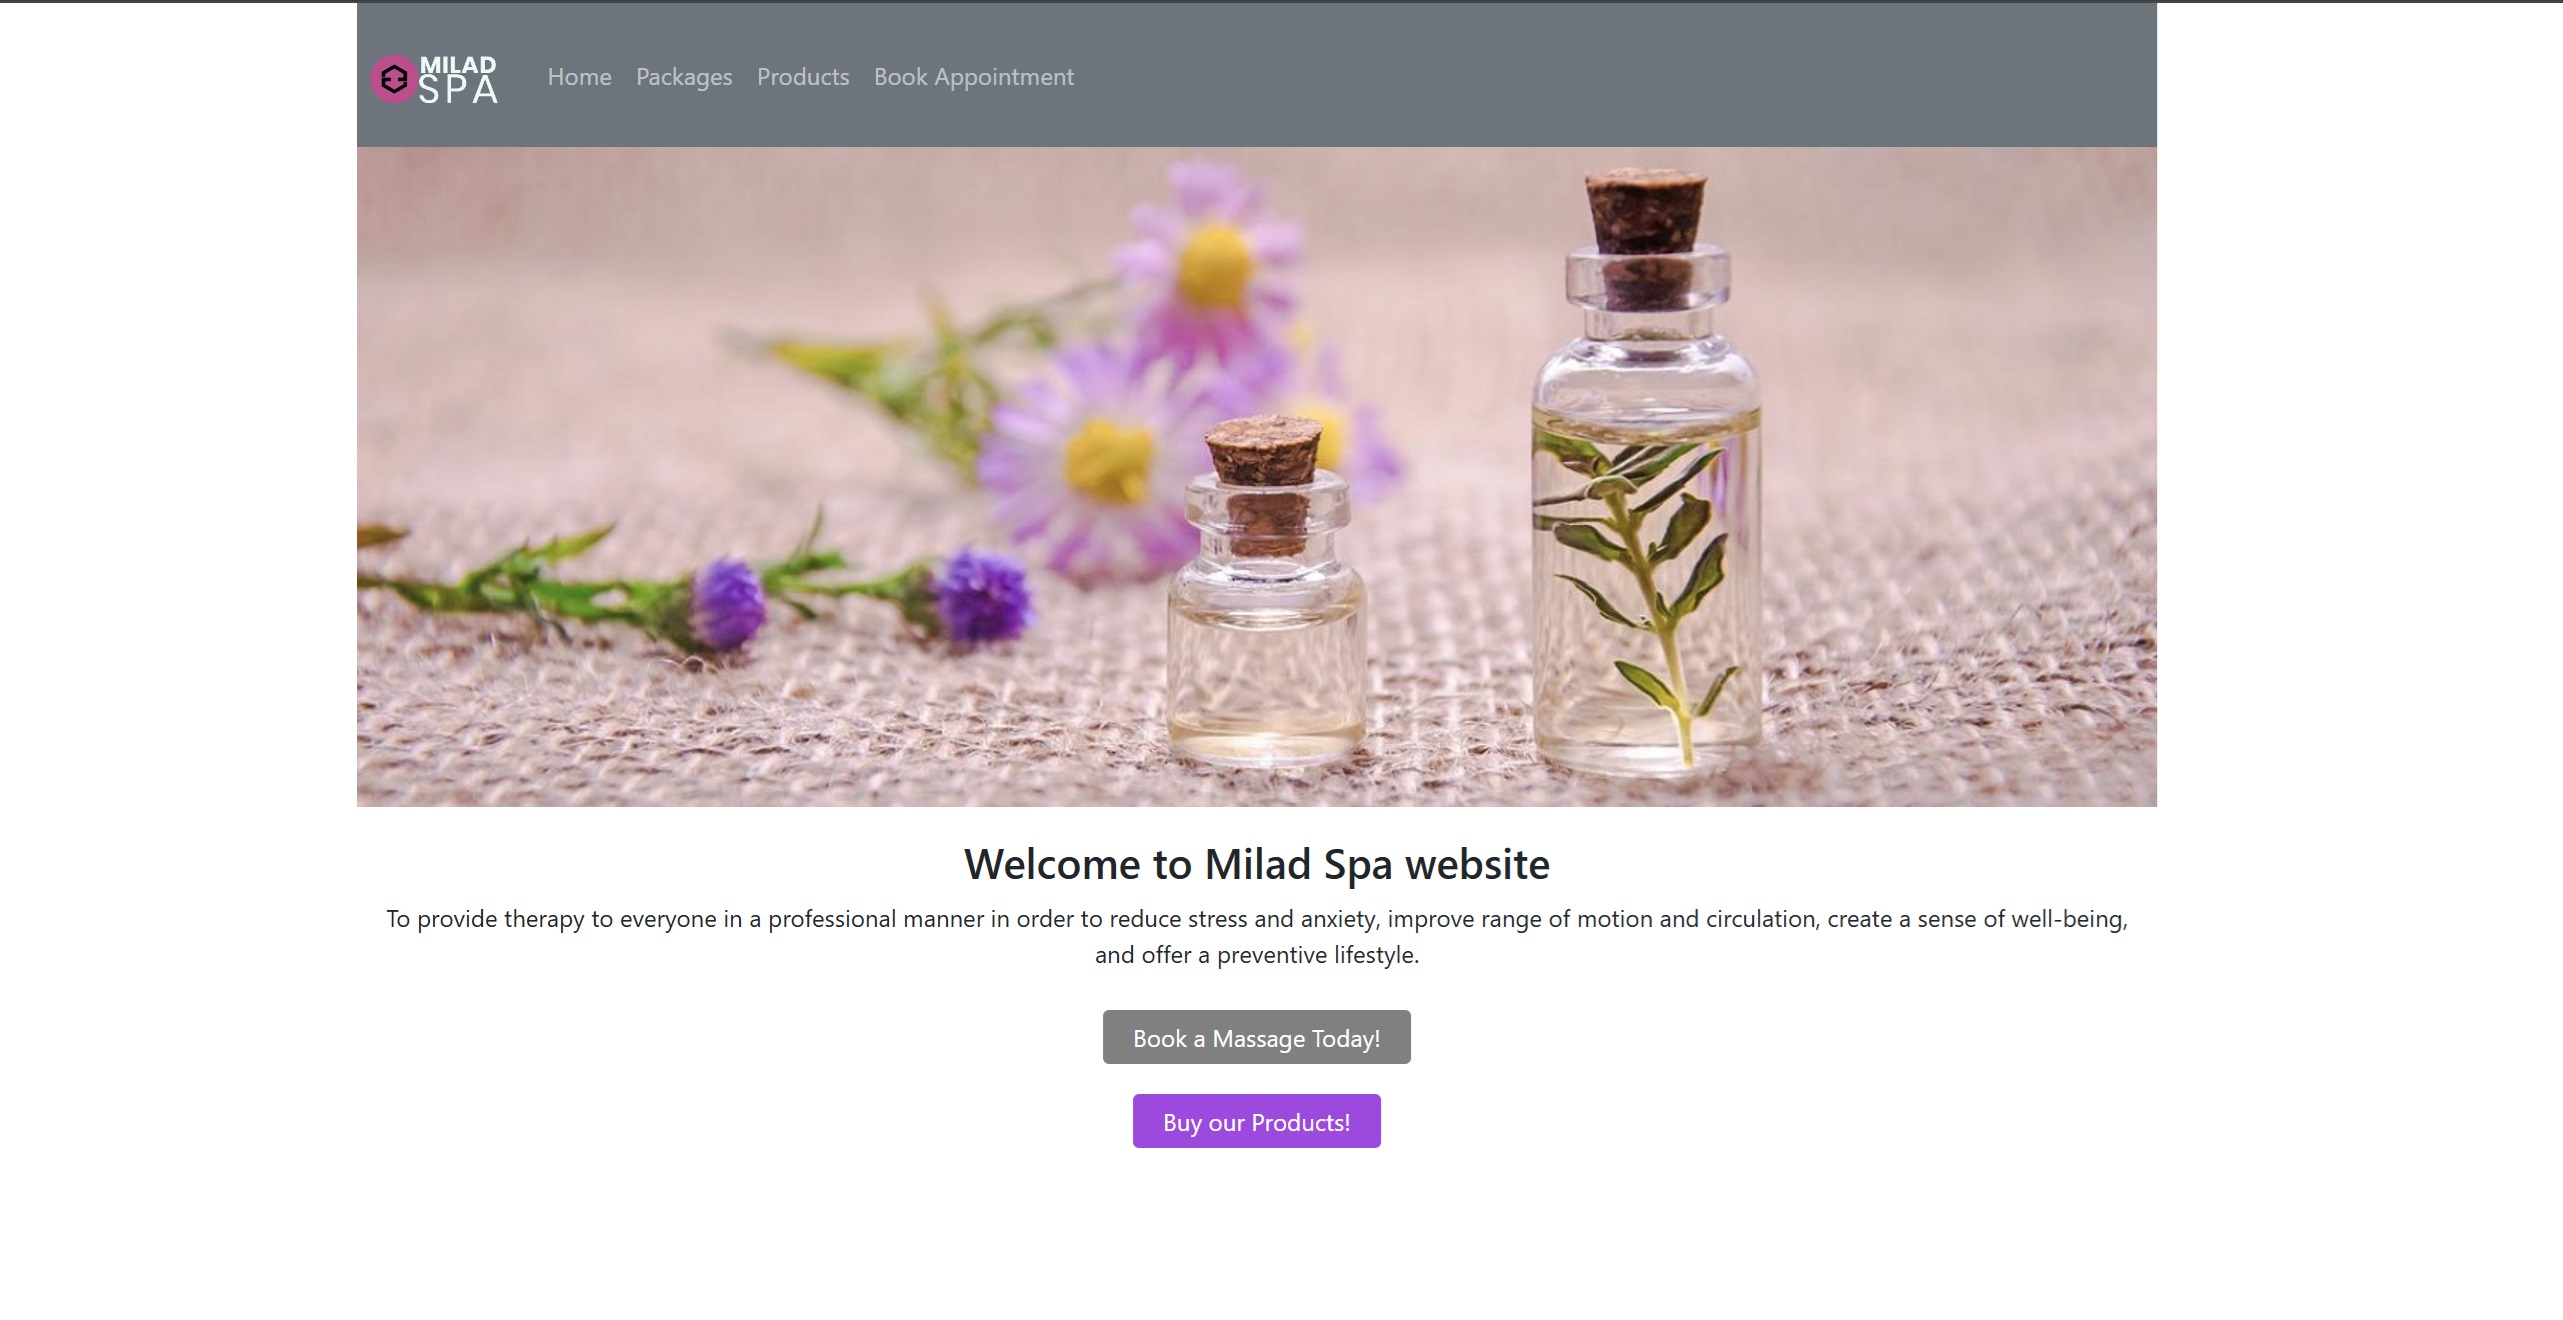 MILAD
SPA
Home Packages Products Book Appointment
Welcome to Milad Spa website
To provide therapy to everyone in a professional manner in order to reduce stress and anxiety, improve range of motion and circulation, create a sense of well-being,
and offer a preventive lifestyle.
Book a Massage Today!
Buy our Products!